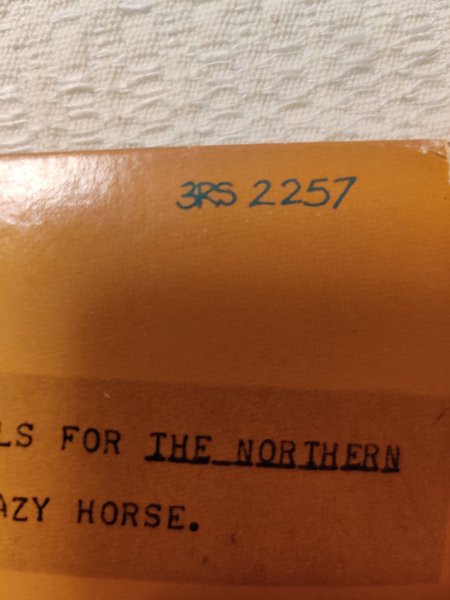 3RS 2257
LS FOR THE NORTHERN
AZY HORSE.